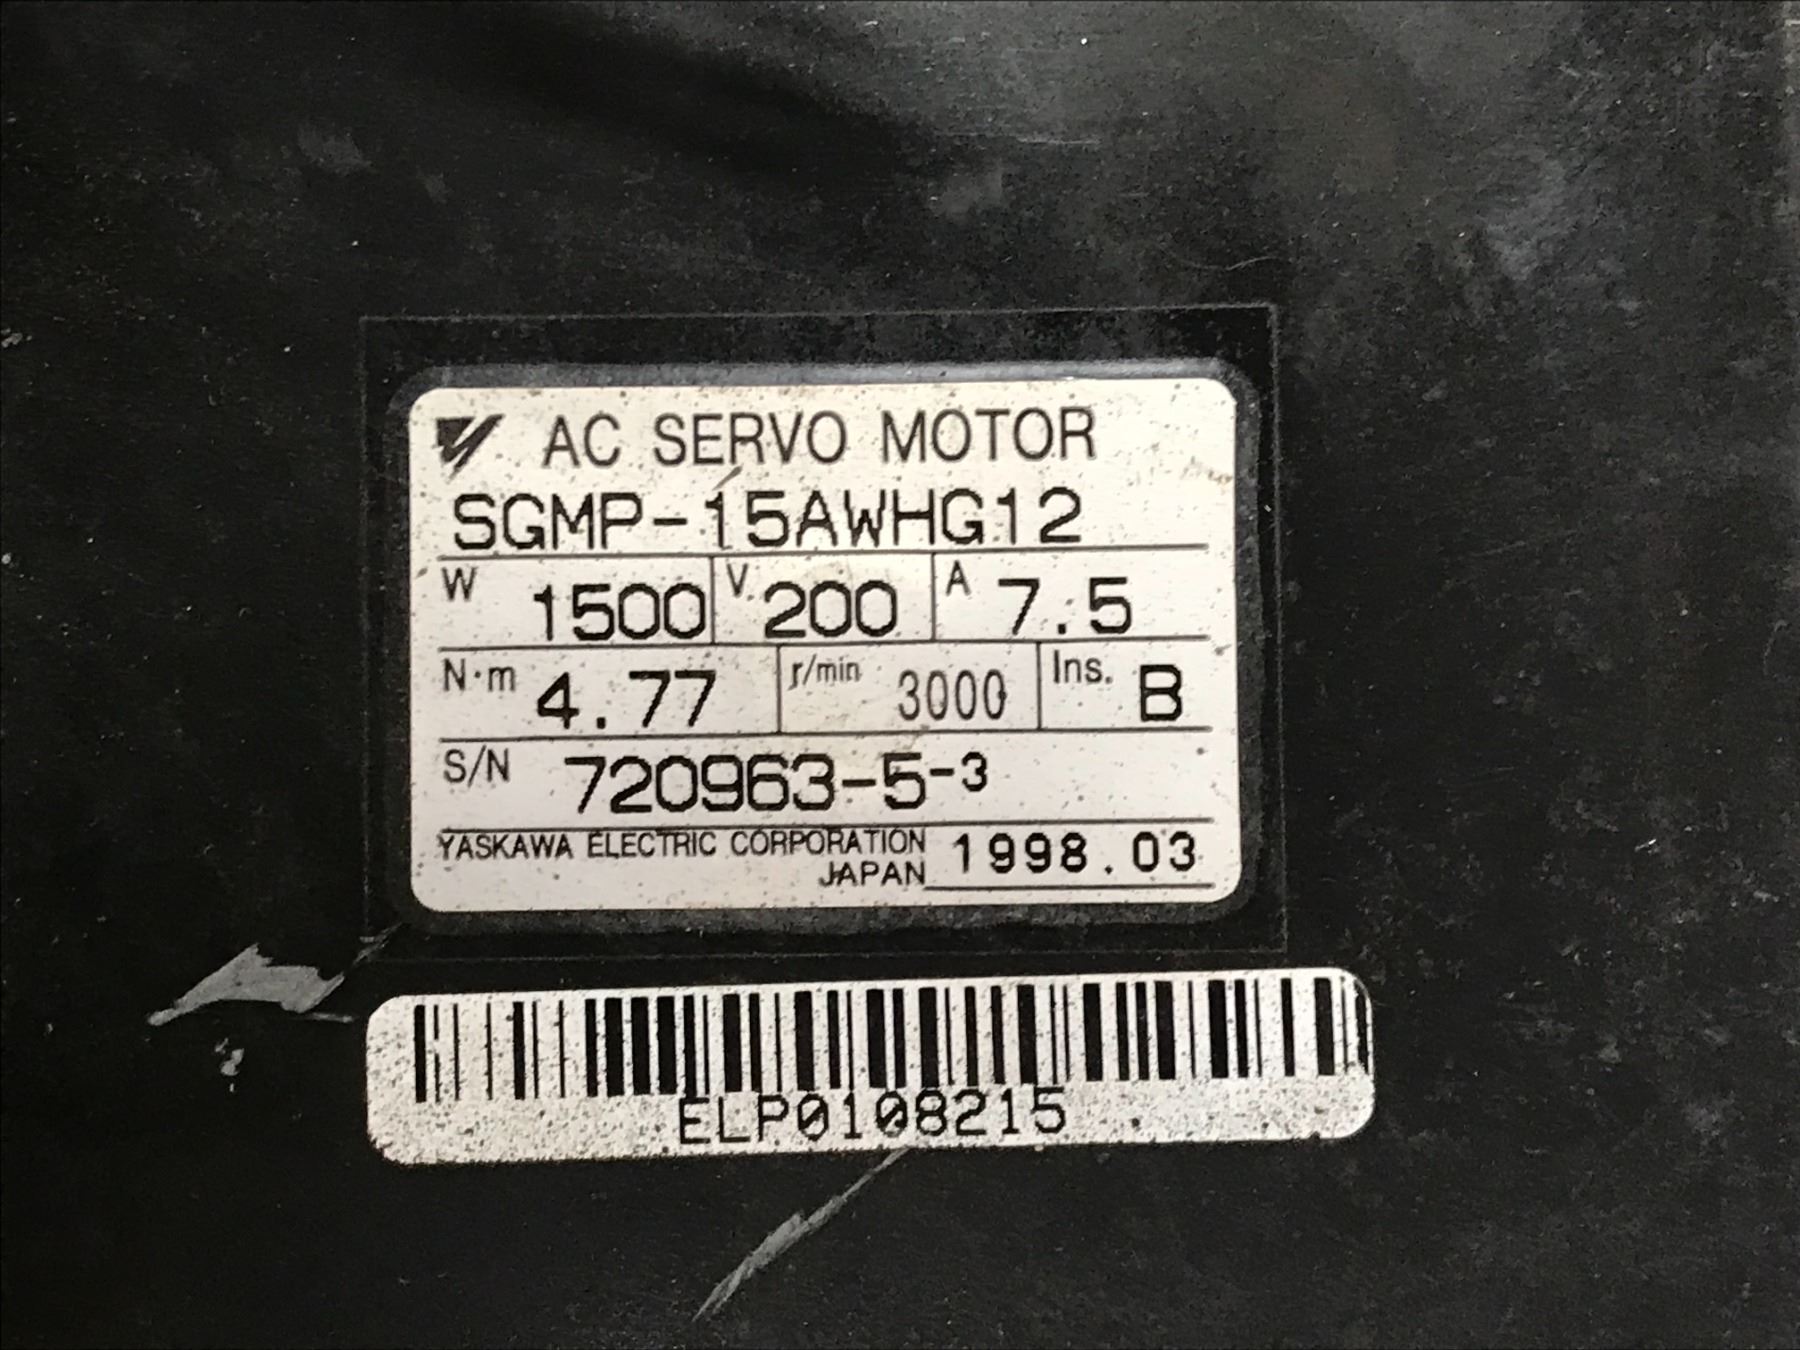 AC SERVO MOTOR
SGMP-15AWHG12
W 1500 V 200 A 7.5
N·m 4.77 r/min 3000 Ins. B
S/N 720963-5-3
YASKAWA ELECTRIC CORPORATION 1998.03
JAPAN
ELP0108215